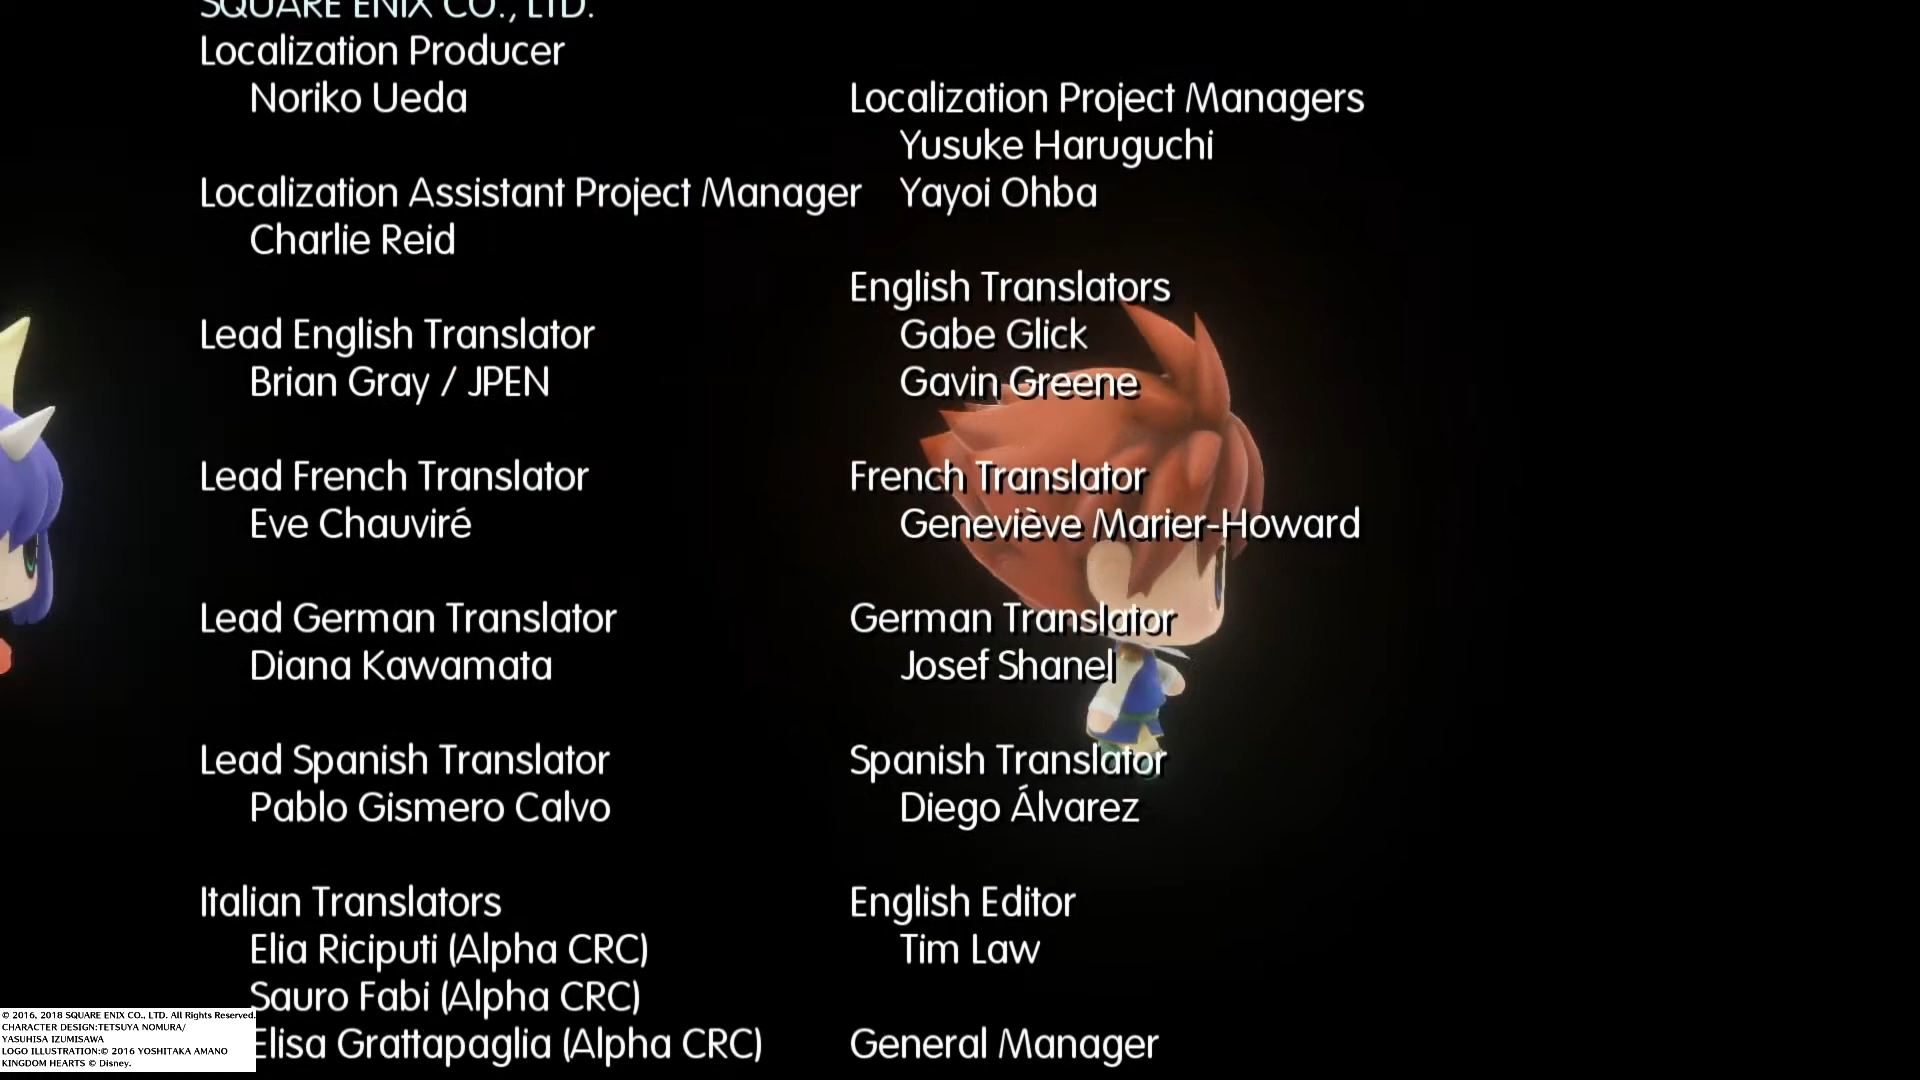 SQUARE ENIX CO., LTD.
Localization Producer
Noriko Ueda
Localization Project Managers
Yusuke Haruguchi
Yayoi Ohba
Localization Assistant Project Manager
Charlie Reid
English Translators
Gabe Glick
Gavin Greene
Lead English Translator
Brian Gray / JPEN
Lead French Translator
Eve Chauviré
French Translator
Geneviève Marier-Howard
Lead German Translator
Diana Kawamata
German Translator
Josef Shanel
Lead Spanish Translator
Pablo Gismero Calvo
Spanish Translator
Diego Álvarez
Italian Translators
Elia Riciputi (Alpha CRC)
Sauro Fabi (Alpha CRC)
Elisa Grattapaglia (Alpha CRC)
English Editor
Tim Law
General Manager
© 2016, 2018 SQUARE ENIX CO., LTD. All Rights Reserved.
CHARACTER DESIGN:TETSUYA NOMURA/
YASUHISA IZUMISAWA
LOGO ILLUSTRATION:© 2016 YOSHITAKA AMANO
KINGDOM HEARTS © Disney.